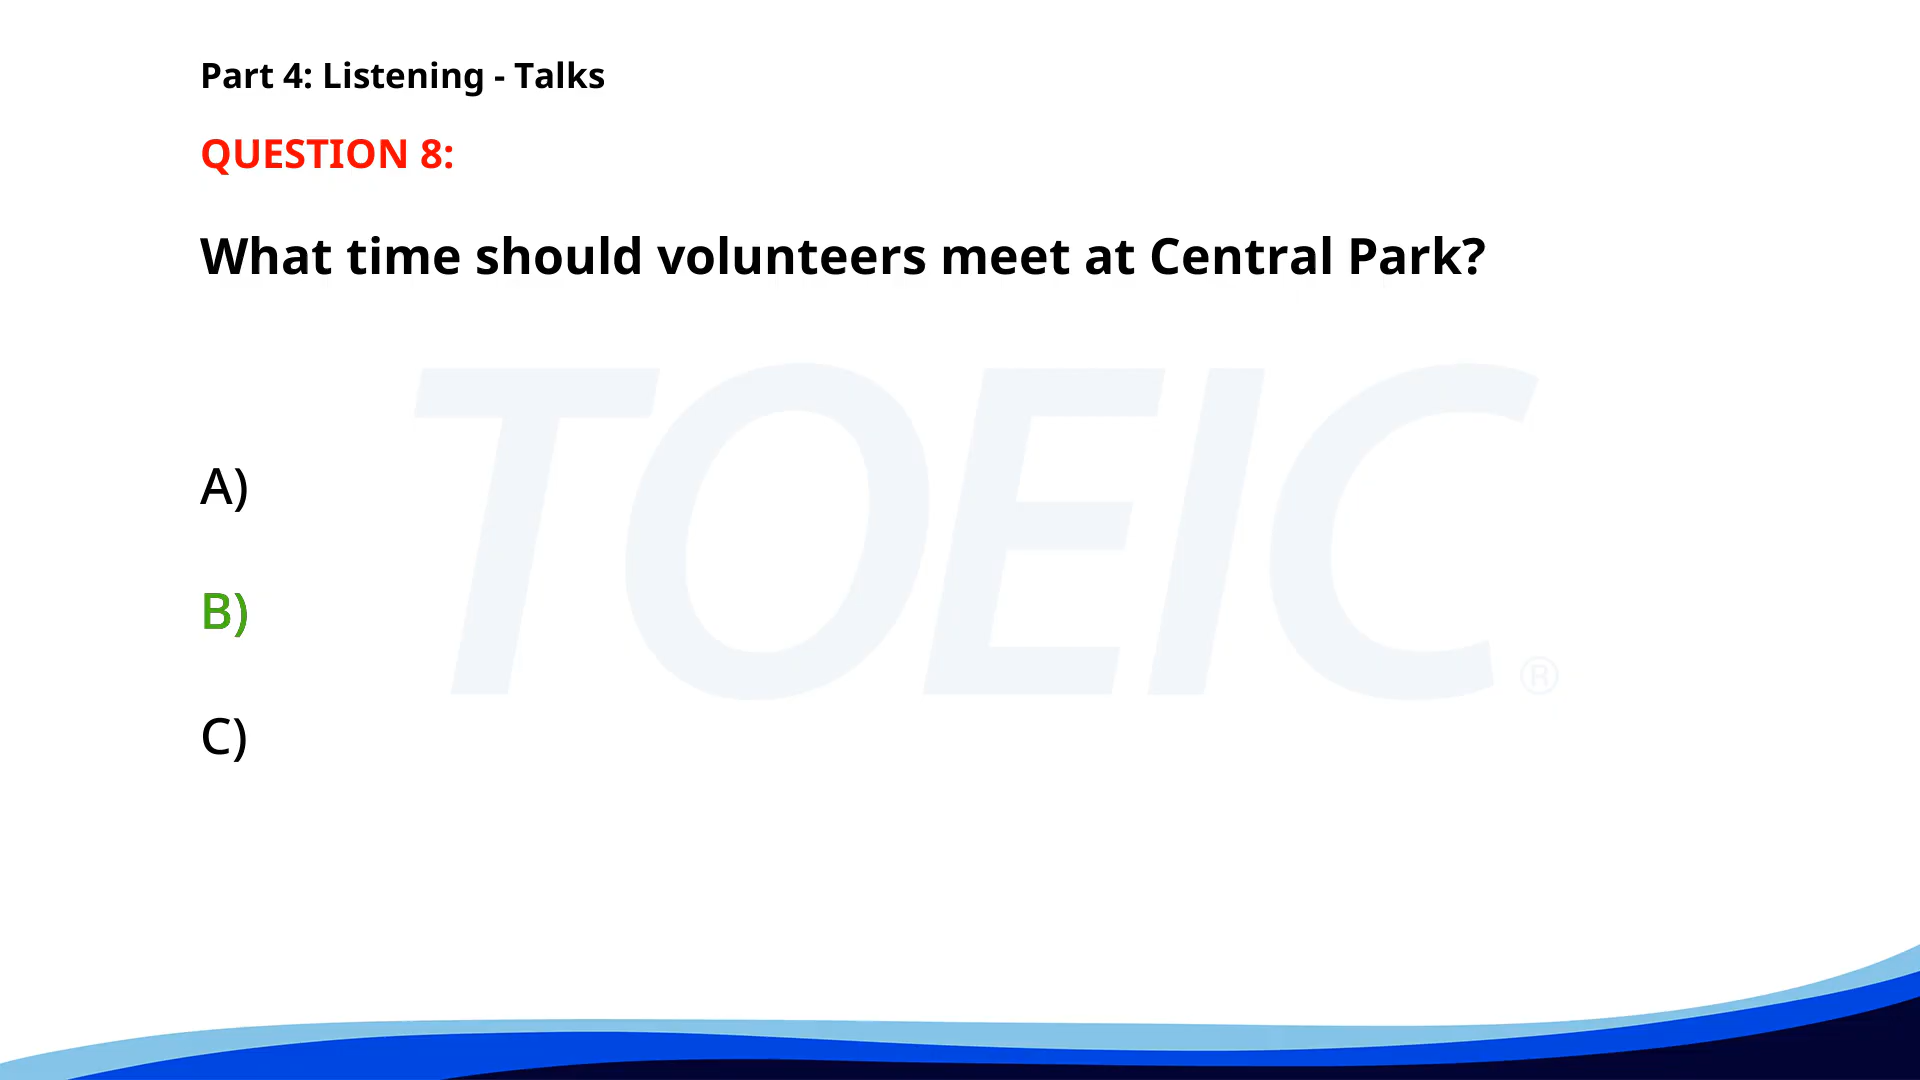 Part 4: Listening - Talks
QUESTION 8:
What time should volunteers meet at Central Park?
TOEIC®
A)
B)
C)